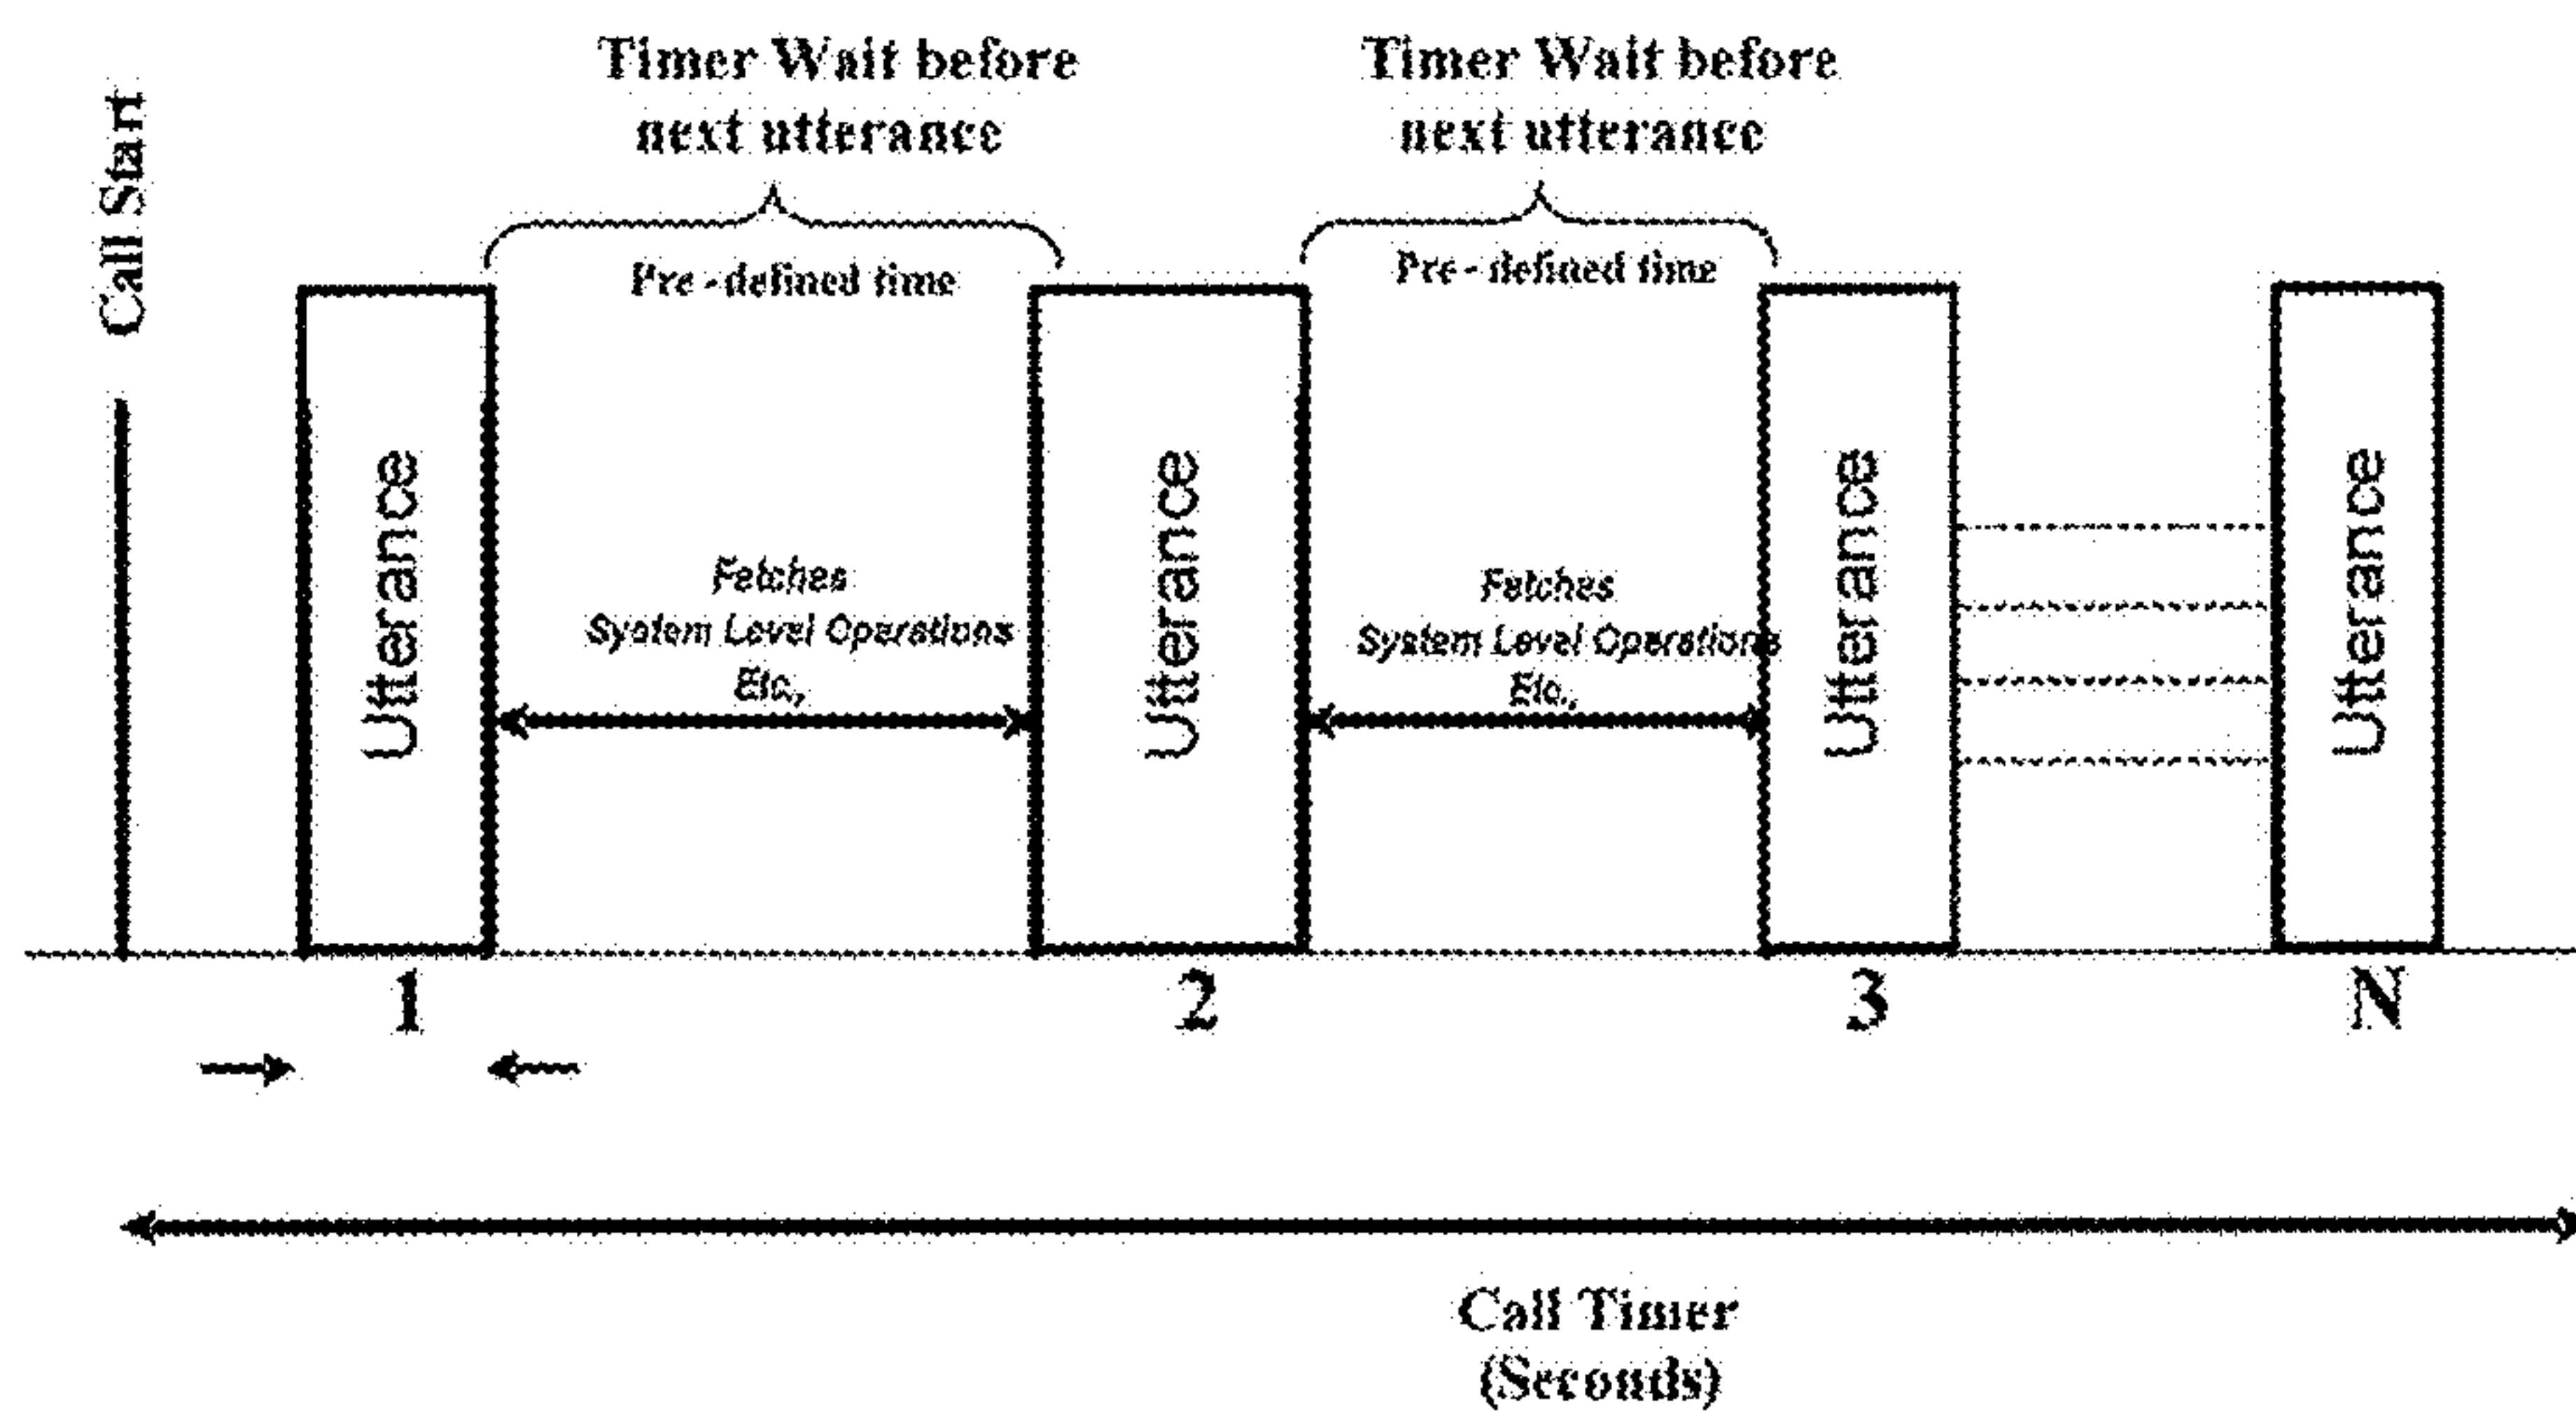 Call Start
Timer Wait before
next utterance
Pre - defined time
Timer Wait before
next utterance
Pre - defined time
Utterance
Fetches
System Level Operations
Etc.,
Utterance
Fetches
System Level Operations
Etc.,
Utterance
Utterance
1
2
3
N
Call Timer
(Seconds)